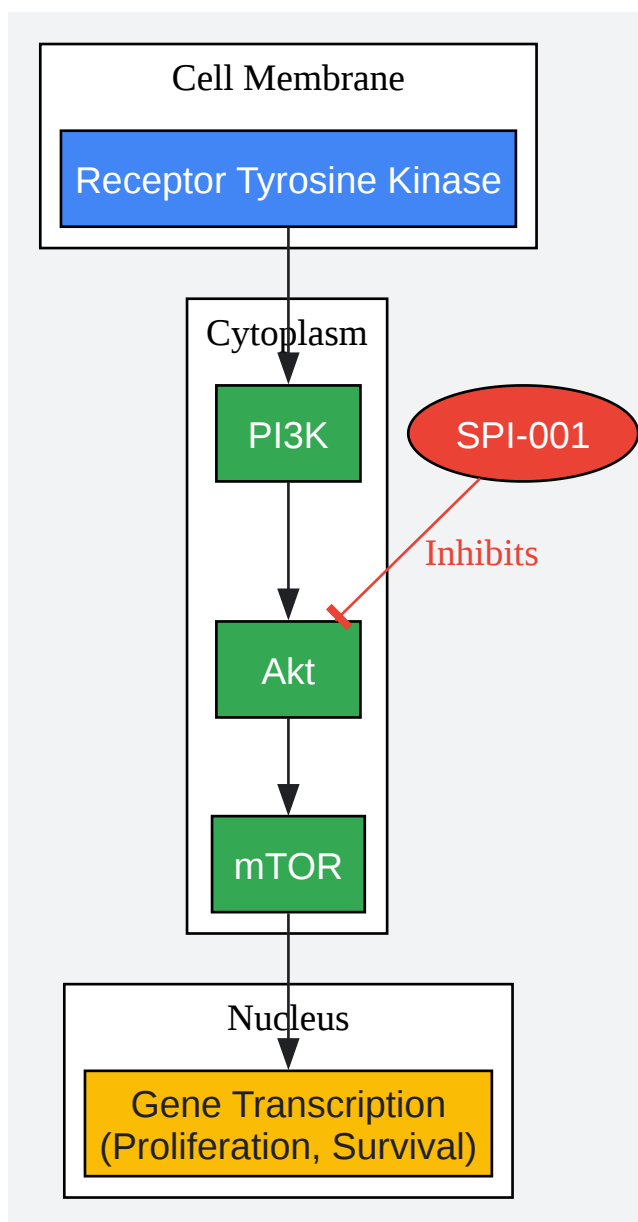 Cell Membrane
Receptor Tyrosine Kinase
Cytoplasm
PI3K
SPI-001
Inhibits
Akt
mTOR
Nucleus
Gene Transcription
(Proliferation, Survival)